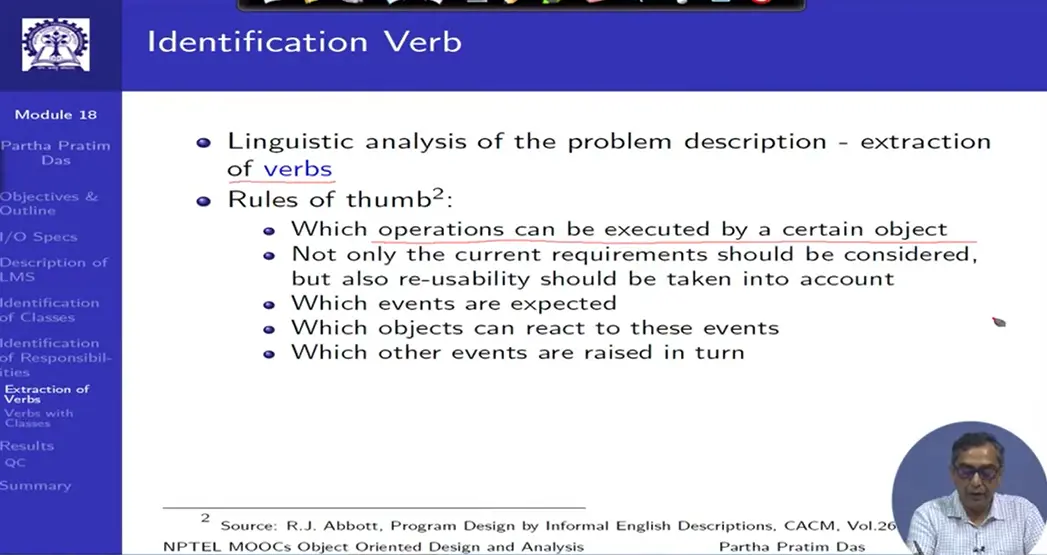 Identification Verb
Module 18
Partha Pratim
Das
Objectives &
Outline
I/O Specs
Description of
LMS
Identification
of Classes
Identification
of Responsibil-
ities
Extraction of
Verbs
Verbs with
Classes
Results
QC
Summary
Linguistic analysis of the problem description - extraction
of verbs
Rules of thumb2:
Which operations can be executed by a certain object
Not only the current requirements should be considered,
but also re-usability should be taken into account
Which events are expected
Which objects can react to these events
Which other events are raised in turn
2 Source: R.J. Abbott, Program Design by Informal English Descriptions, CACM, Vol.26
NPTEL MOOCs Object Oriented Design and Analysis
Partha Pratim Das